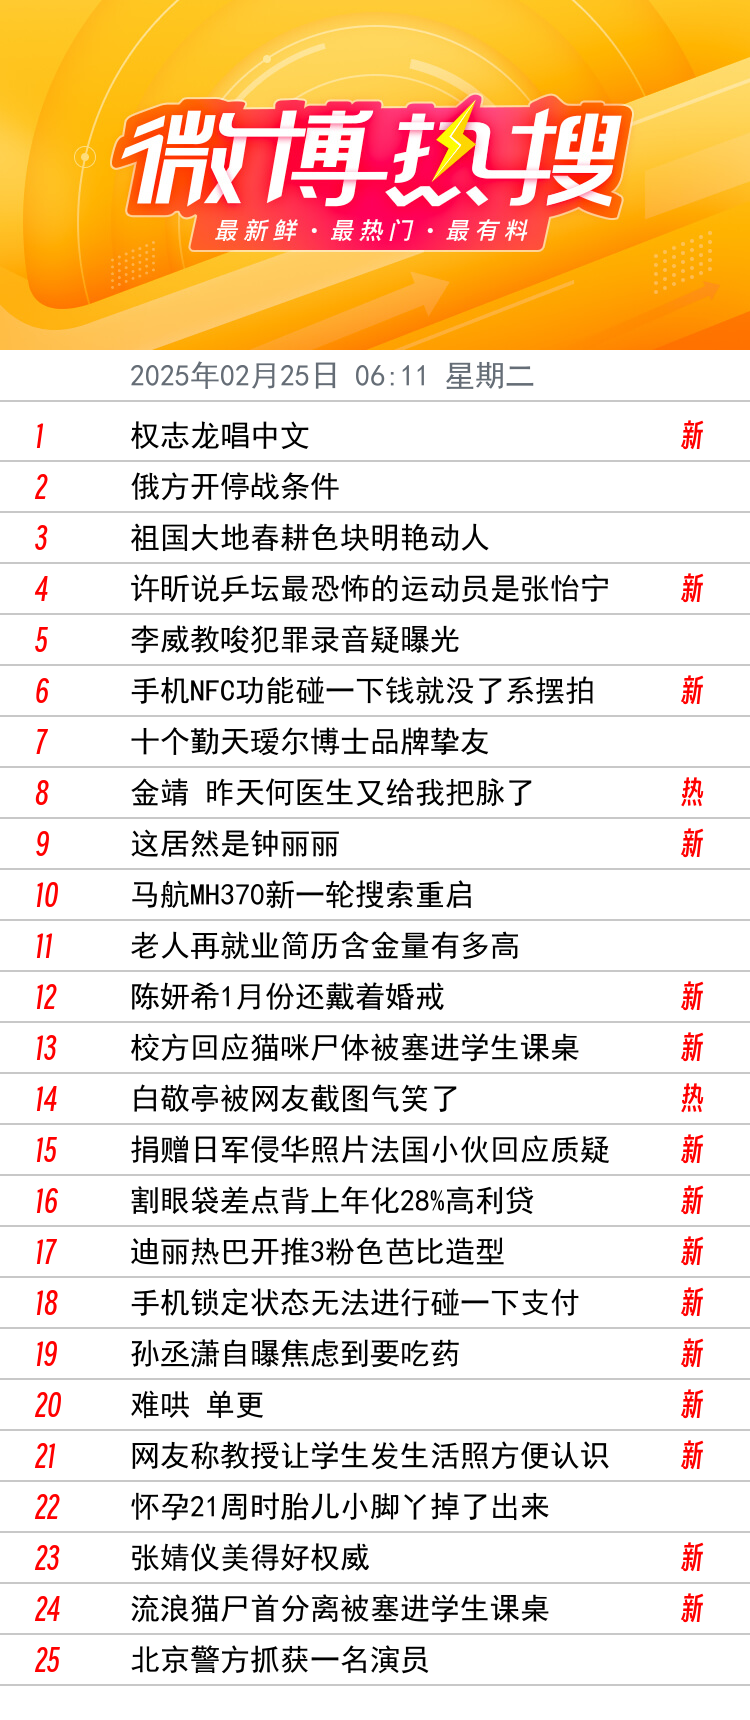 微博热搜
最新鲜·最热门·最有料
2025年02月25日 06:11 星期二
1 权志龙唱中文 新
2 俄方开停战条件
3 祖国大地春耕色块明艳动人
4 许昕说乒坛最恐怖的运动员是张怡宁 新
5 李威教唆犯罪录音疑曝光
6 手机NFC功能碰一下钱就没了系摆拍 新
7 十个勤天瑷尔博士品牌挚友
8 金靖 昨天何医生又给我把脉了 热
9 这居然是钟丽丽 新
10 马航MH370新一轮搜索重启
11 老人再就业简历含金量有多高
12 陈妍希1月份还戴着婚戒 新
13 校方回应猫咪尸体被塞进学生课桌 新
14 白敬亭被网友截图气笑了 热
15 捐赠日军侵华照片法国小伙回应质疑 新
16 割眼袋差点背上年化28%高利贷 新
17 迪丽热巴开推3粉色芭比造型 新
18 手机锁定状态无法进行碰一下支付 新
19 孙丞潇自曝焦虑到要吃药 新
20 难哄 单更 新
21 网友称教授让学生发生活照方便认识 新
22 怀孕21周时胎儿小脚丫掉了出来
23 张婧仪美得好权威 新
24 流浪猫尸首分离被塞进学生课桌 新
25 北京警方抓获一名演员